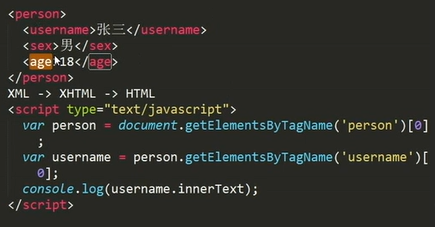 <person>
<username>张三</username>
<sex>男</sex>
<age>18</age>
</person>
XML -> XHTML -> HTML
<script type="text/javascript">
var person = document.getElementsByTagName('person')[0]
;
var username = person.getElementsByTagName('username')[
0];
console.log(username.innerText);
</script>